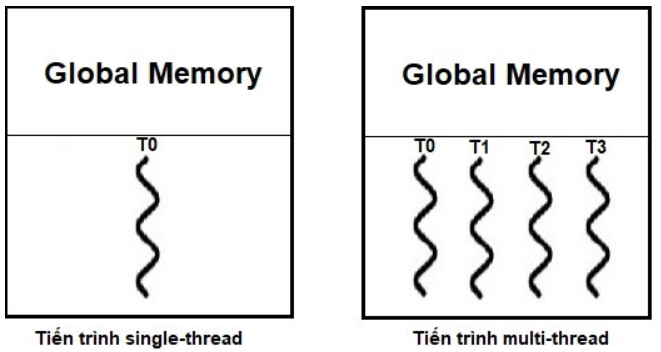 Global Memory
T0
Tiến trình single-thread
Global Memory
T0 T1 T2 T3
Tiến trình multi-thread